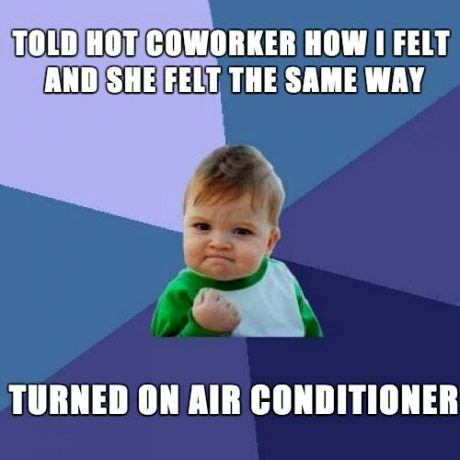 TOLD HOT COWORKER HOW I FELT
AND SHE FELT THE SAME WAY
TURNED ON AIR CONDITIONER